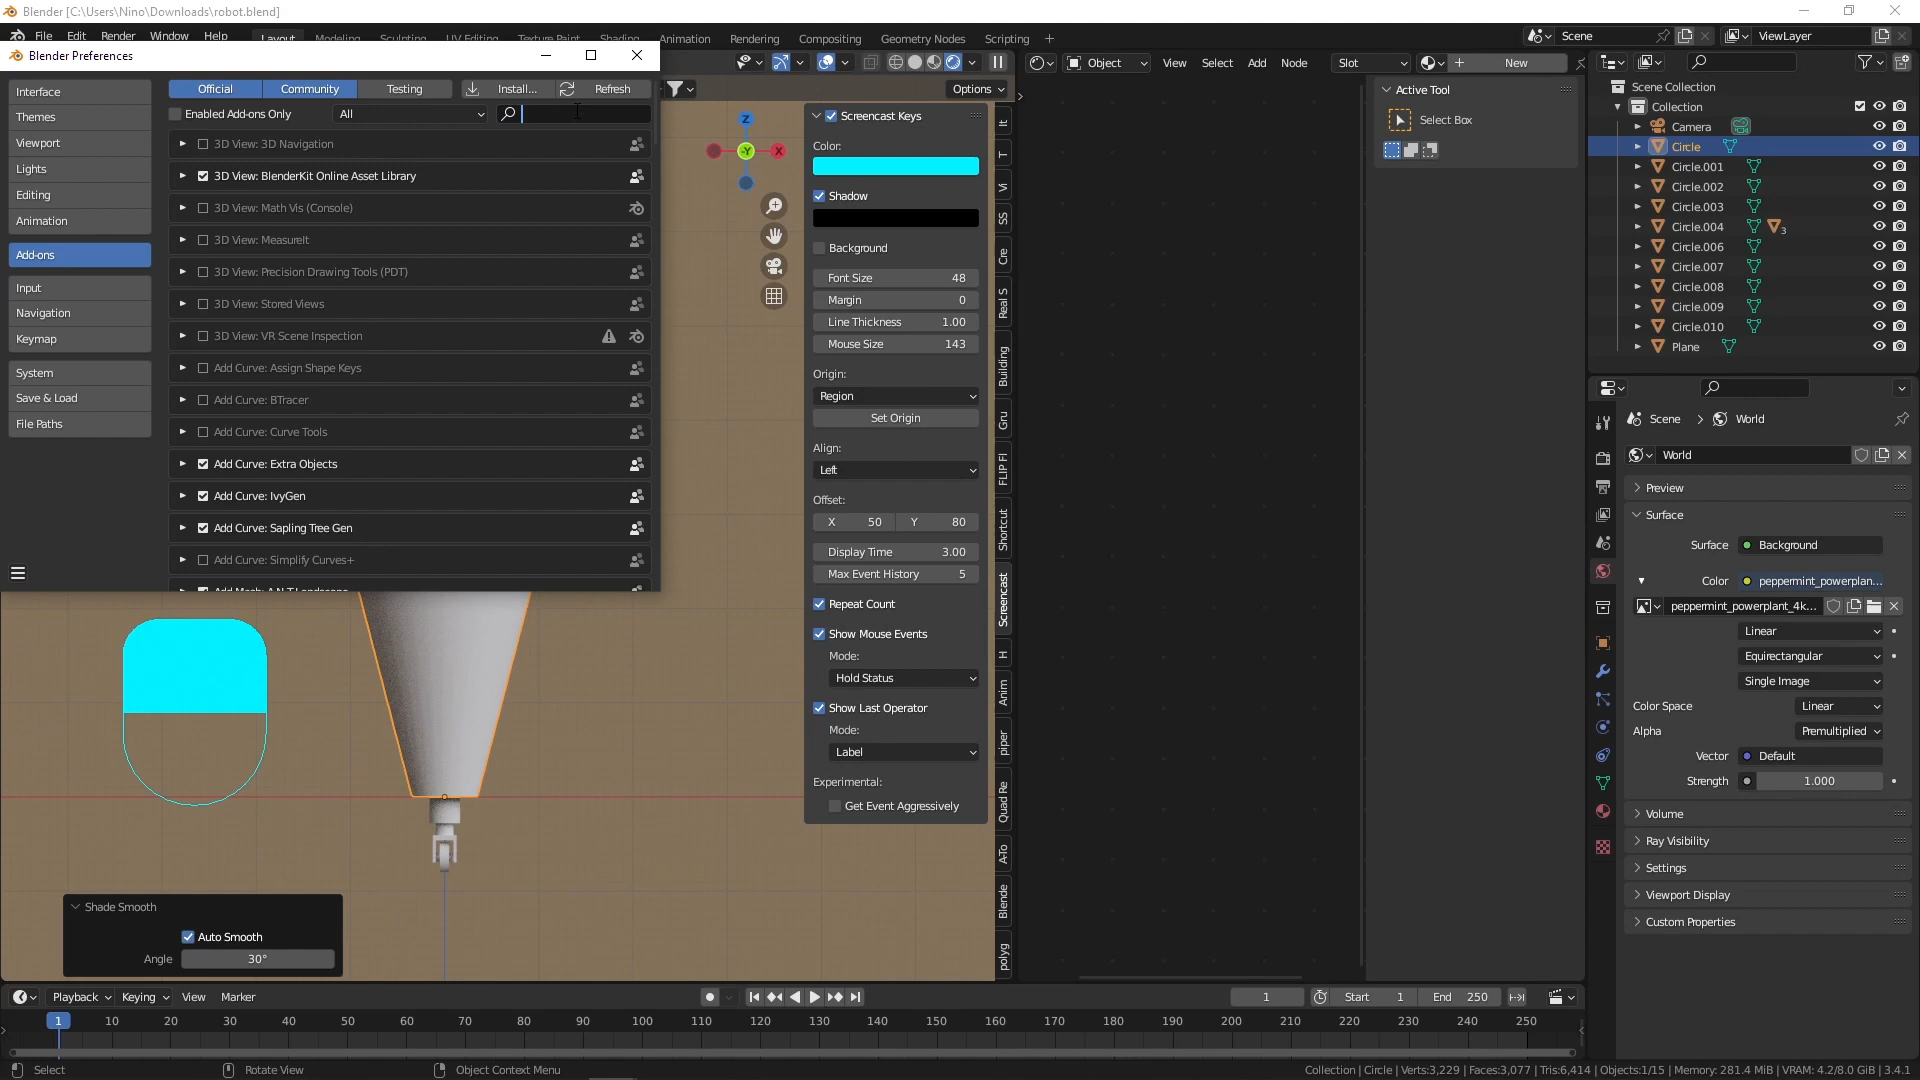 Blender [C:\Users\Nino\Downloads\robot.blend]
File Edit Render Window Help Layout Modeling Sculpting UV Editing Texture Paint Animation Rendering Compositing Geometry Nodes Scripting
Scene ViewLayer
Blender Preferences
Interface
Themes
Viewport
Lights
Editing
Animation
Add-ons
Input
Navigation
Keymap
System
Save & Load
File Paths
Official Community Testing Install... Refresh
Enabled Add-ons Only All
3D View: 3D Navigation
3D View: BlenderKit Online Asset Library
3D View: Math Vis (Console)
3D View: MeasureIt
3D View: Precision Drawing Tools (PDT)
3D View: Stored Views
3D View: VR Scene Inspection
Add Curve: Assign Shape Keys
Add Curve: BTracer
Add Curve: Curve Tools
Add Curve: Extra Objects
Add Curve: IvyGen
Add Curve: Sapling Tree Gen
Add Curve: Simplify Curves+
Shade Smooth
Auto Smooth
Angle 30°
Options
Z
-Y
X
Screencast Keys
Color:
Shadow
Background
Font Size 48
Margin 0
Line Thickness 1.00
Mouse Size 143
Origin:
Region
Set Origin
Align:
Left
Offset:
X 50 Y 80
Display Time 3.00
Max Event History 5
Repeat Count
Show Mouse Events
Mode:
Hold Status
Show Last Operator
Mode:
Label
Experimental:
Get Event Aggressively
It
T
Vi
SS
Cre
Real S
Building
Gru
FLIP Fl
Shortcut
Screencast
H
Anim
piper
Quad Re
A-To
Blende
polyg
Object View Select Add Node Slot New
Active Tool
Select Box
Scene Collection
Collection
Camera
Circle
Circle.001
Circle.002
Circle.003
Circle.004 3
Circle.006
Circle.007
Circle.008
Circle.009
Circle.010
Plane
Scene > World
World
Preview
Surface
Surface Background
Color peppermint_powerplan...
peppermint_powerplant_4k...
Linear
Equirectangular
Single Image
Color Space Linear
Alpha Premultiplied
Vector Default
Strength 1.000
Volume
Ray Visibility
Settings
Viewport Display
Custom Properties
Playback Keying View Marker 1 Start 1 End 250
1 10 20 30 40 50 60 70 80 90 100 110 120 130 140 150 160 170 180 190 200 210 220 230 240 250
Select Rotate View Object Context Menu Collection | Circle | Verts:3,229 | Faces:3,077 | Tris:6,414 | Objects:1/15 | Memory: 281.4 MiB | VRAM: 4.2/8.0 GiB | 3.4.1